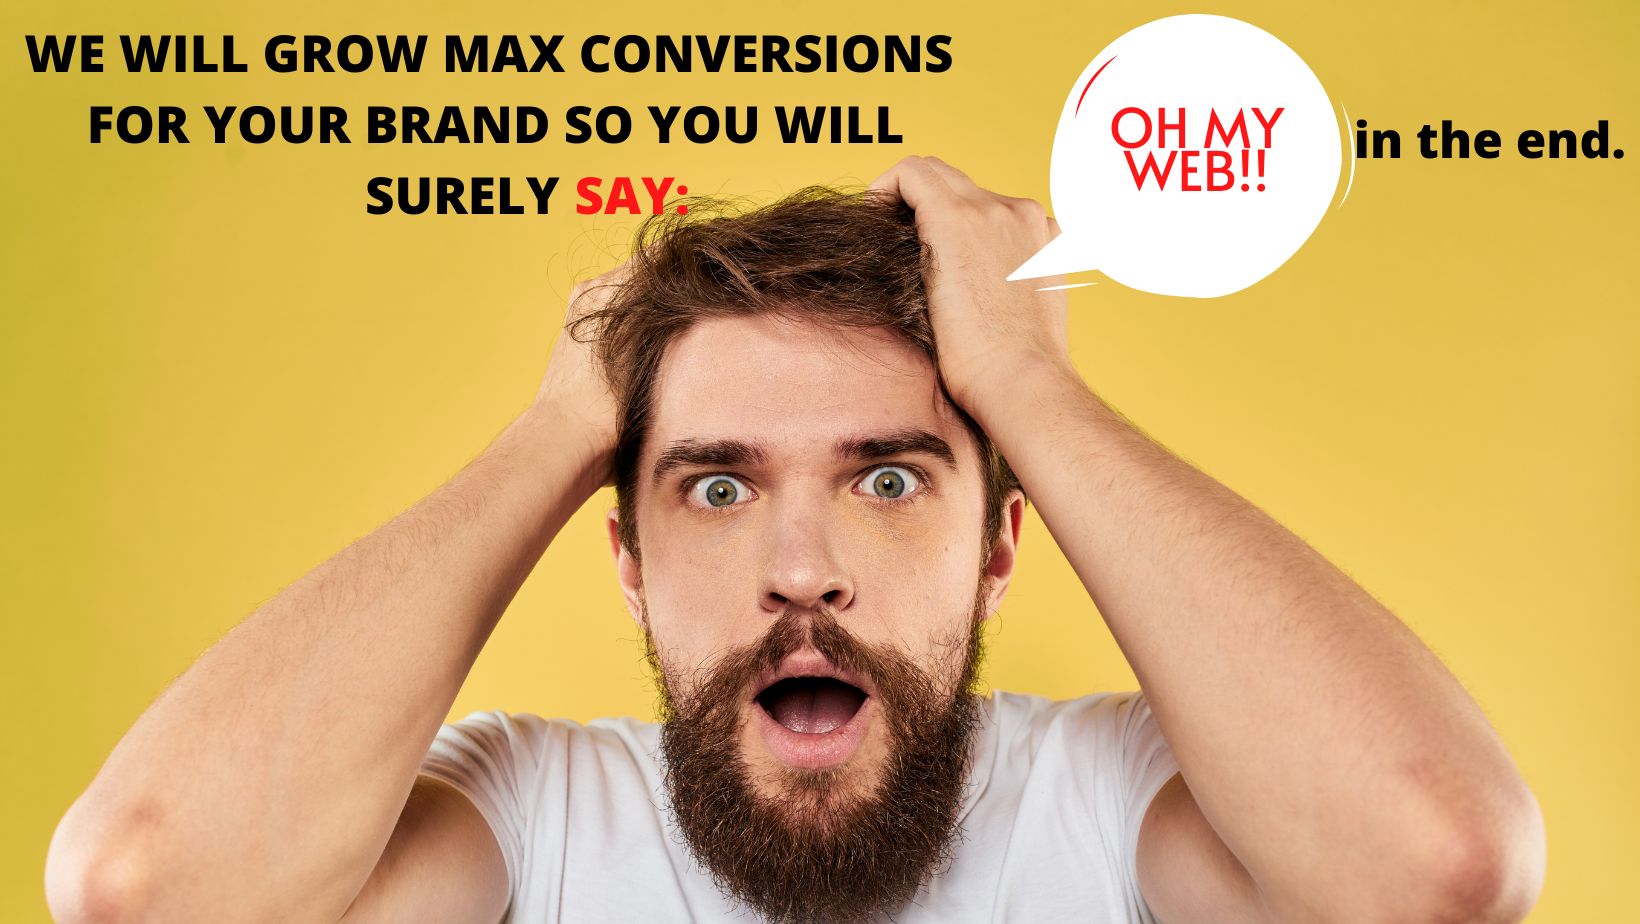 WE WILL GROW MAX CONVERSIONS
FOR YOUR BRAND SO YOU WILL
SURELY SAY:
OH MY
WEB!!
in the end.